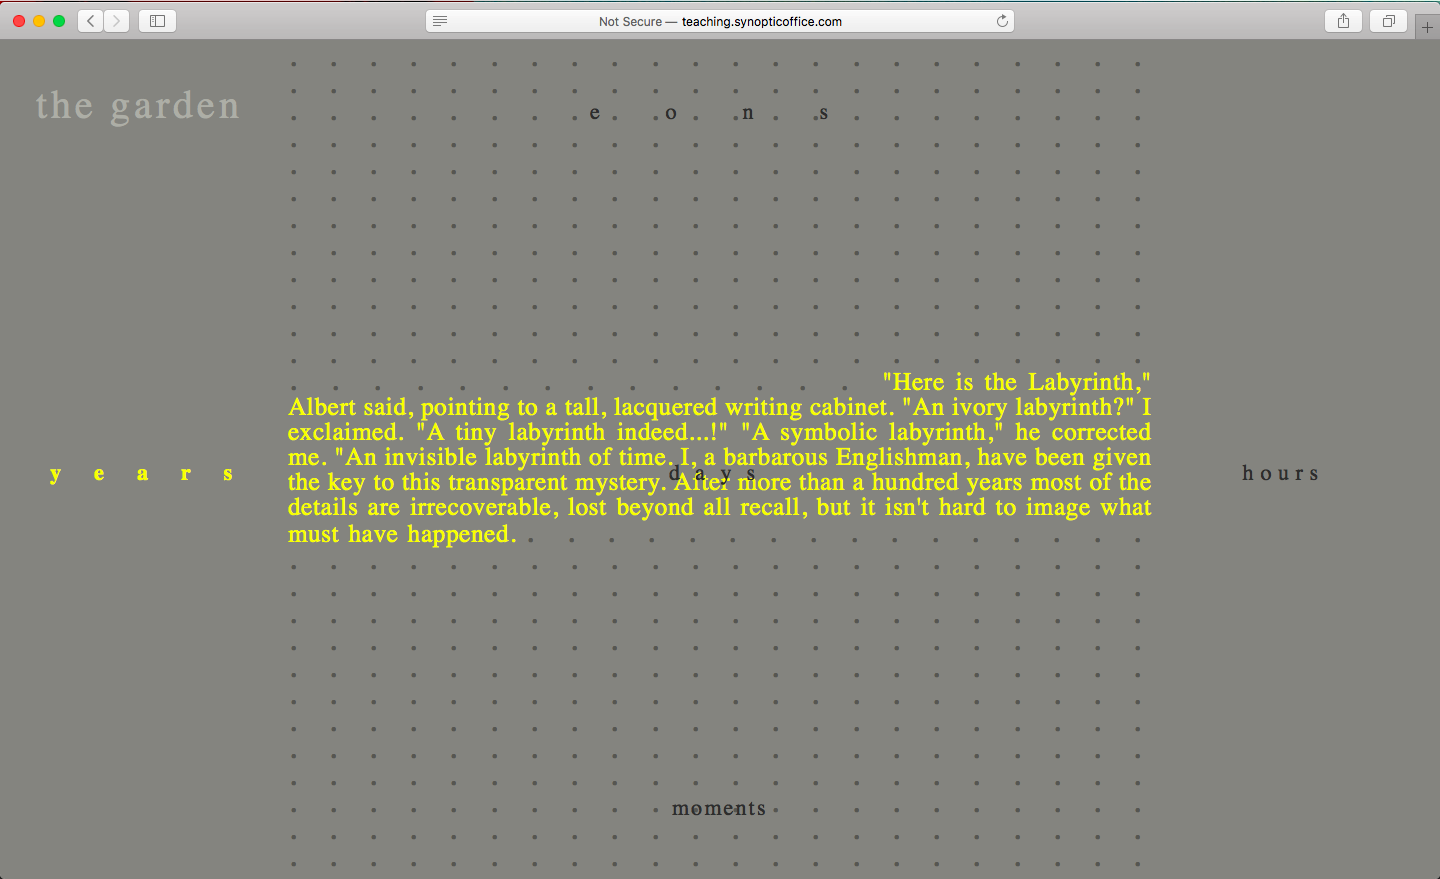 Not Secure — teaching.synopticoffice.com
the garden
e o n s
"Here is the Labyrinth,"
Albert said, pointing to a tall, lacquered writing cabinet. "An ivory labyrinth?" I
exclaimed. "A tiny labyrinth indeed...!" "A symbolic labyrinth," he corrected
me. "An invisible labyrinth of time. I, a barbarous Englishman, have been given
the key to this transparent mystery. After more than a hundred years most of the
details are irrecoverable, lost beyond all recall, but it isn't hard to image what
must have happened.
y e a r s
d a y s
h o u r s
moments